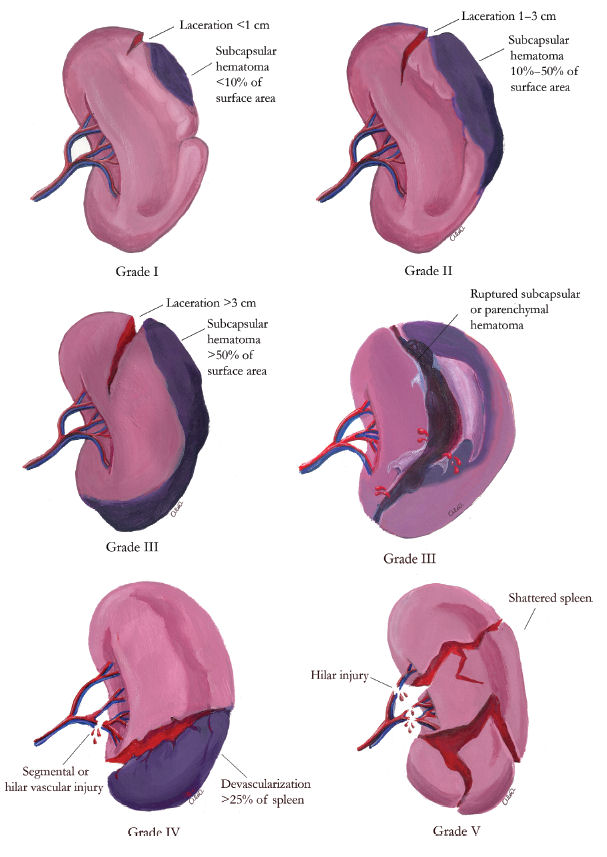 Laceration <1 cm
Subcapsular
hematoma
<10% of
surface area
Grade I
Laceration 1–3 cm
Subcapsular
hematoma
10%–50% of
surface area
Grade II
Laceration >3 cm
Subcapsular
hematoma
>50% of
surface area
Grade III
Ruptured subcapsular
or parenchymal
hematoma
Grade III
Segmental or
hilar vascular injury
Devascularization
>25% of spleen
Grade IV
Shattered spleen
Hilar injury
Grade V